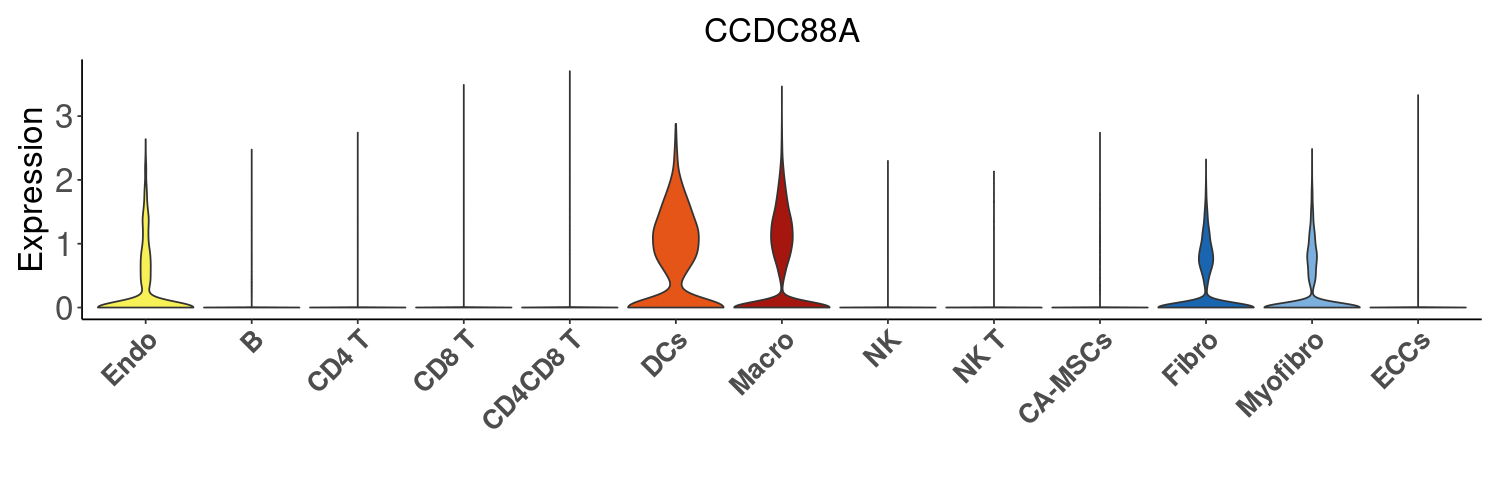 CCDC88A
Expression
3
2
1
0
Endo
B
CD4 T
CD8 T
CD4CD8 T
DCs
Macro
NK
NK T
CA-MSCs
Fibro
Myofibro
ECCs